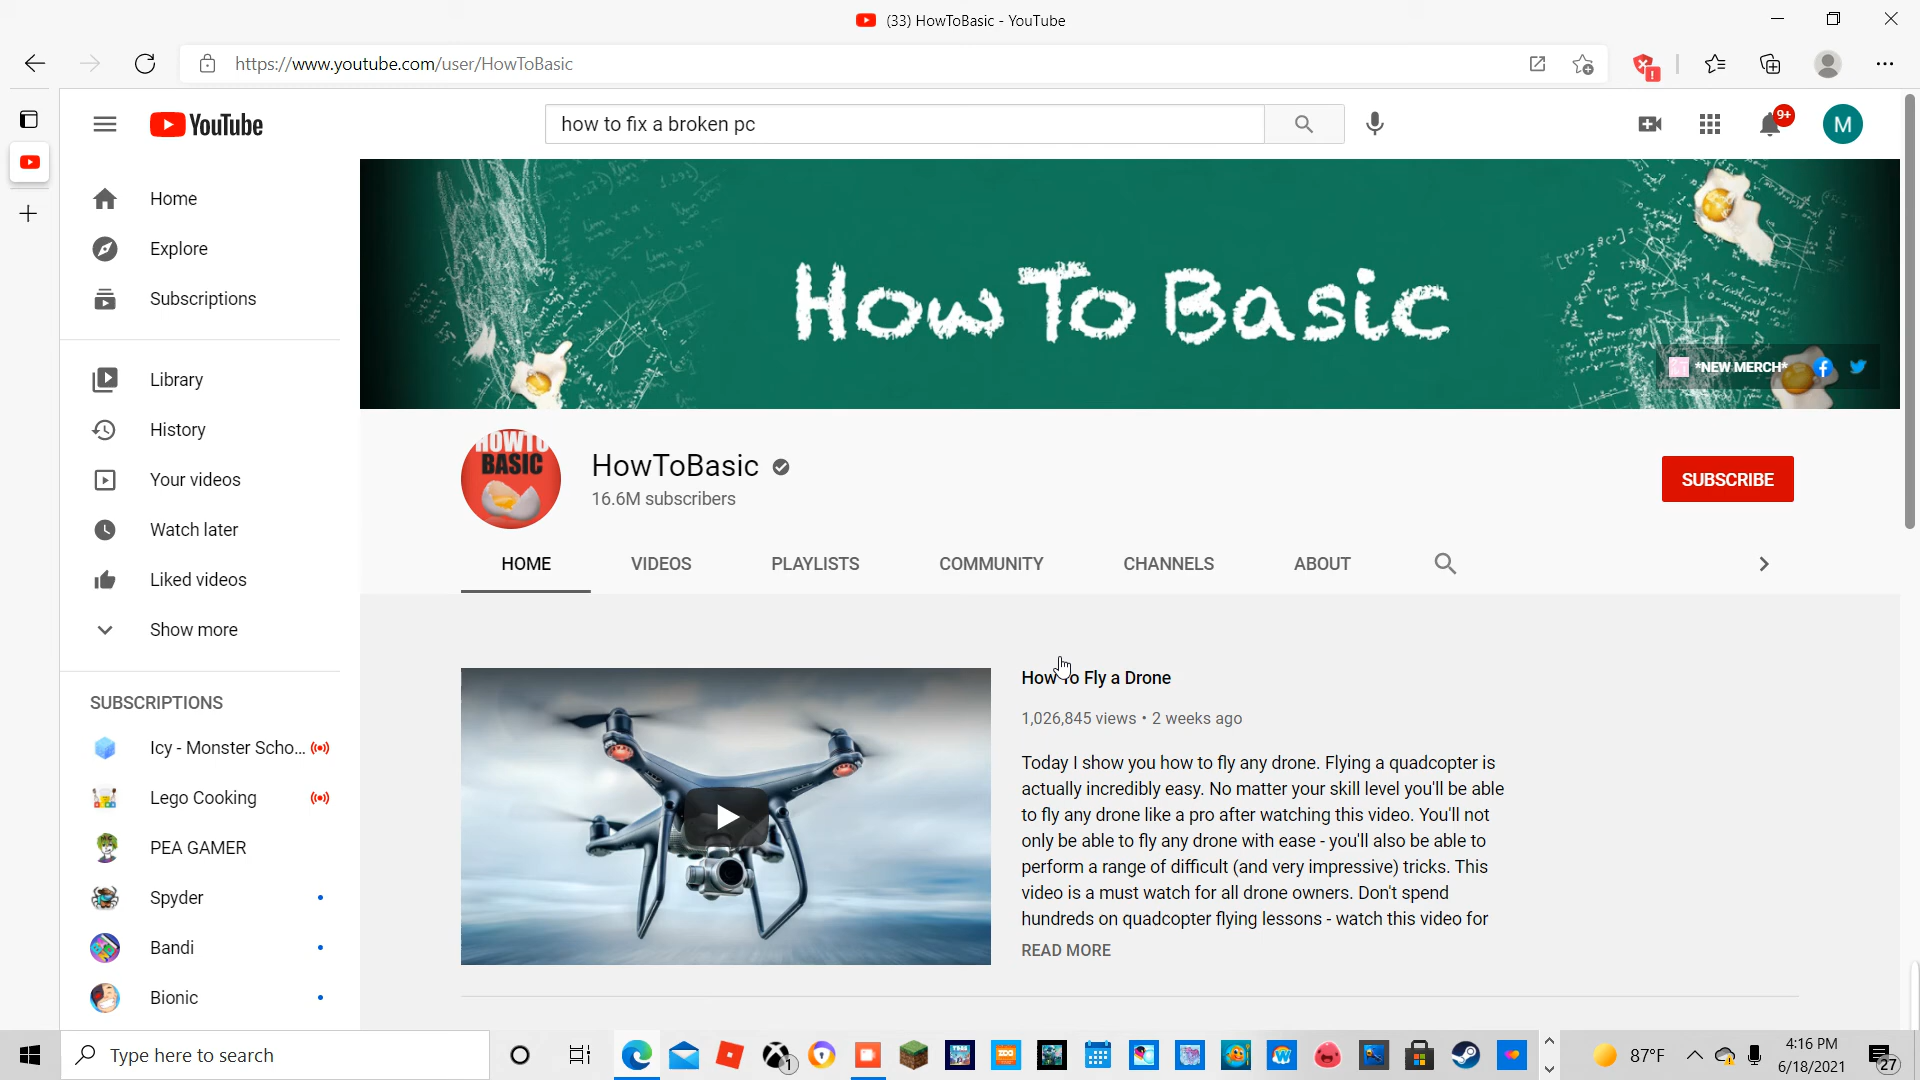 (33) HowToBasic - YouTube
https://www.youtube.com/user/HowToBasic
YouTube
how to fix a broken pc
9+
M
Home
Explore
Subscriptions
Library
History
Your videos
Watch later
Liked videos
Show more
SUBSCRIPTIONS
Icy - Monster Scho...
Lego Cooking
PEA GAMER
Spyder
Bandi
Bionic
How To Basic
*NEW MERCH*
HOWTO
BASIC
HowToBasic
16.6M subscribers
SUBSCRIBE
HOME VIDEOS PLAYLISTS COMMUNITY CHANNELS ABOUT
How To Fly a Drone
1,026,845 views • 2 weeks ago
Today I show you how to fly any drone. Flying a quadcopter is
actually incredibly easy. No matter your skill level you'll be able
to fly any drone like a pro after watching this video. You'll not
only be able to fly any drone with ease - you'll also be able to
perform a range of difficult (and very impressive) tricks. This
video is a must watch for all drone owners. Don't spend
hundreds on quadcopter flying lessons - watch this video for
READ MORE
Type here to search
1
87°F
4:16 PM
6/18/2021
27